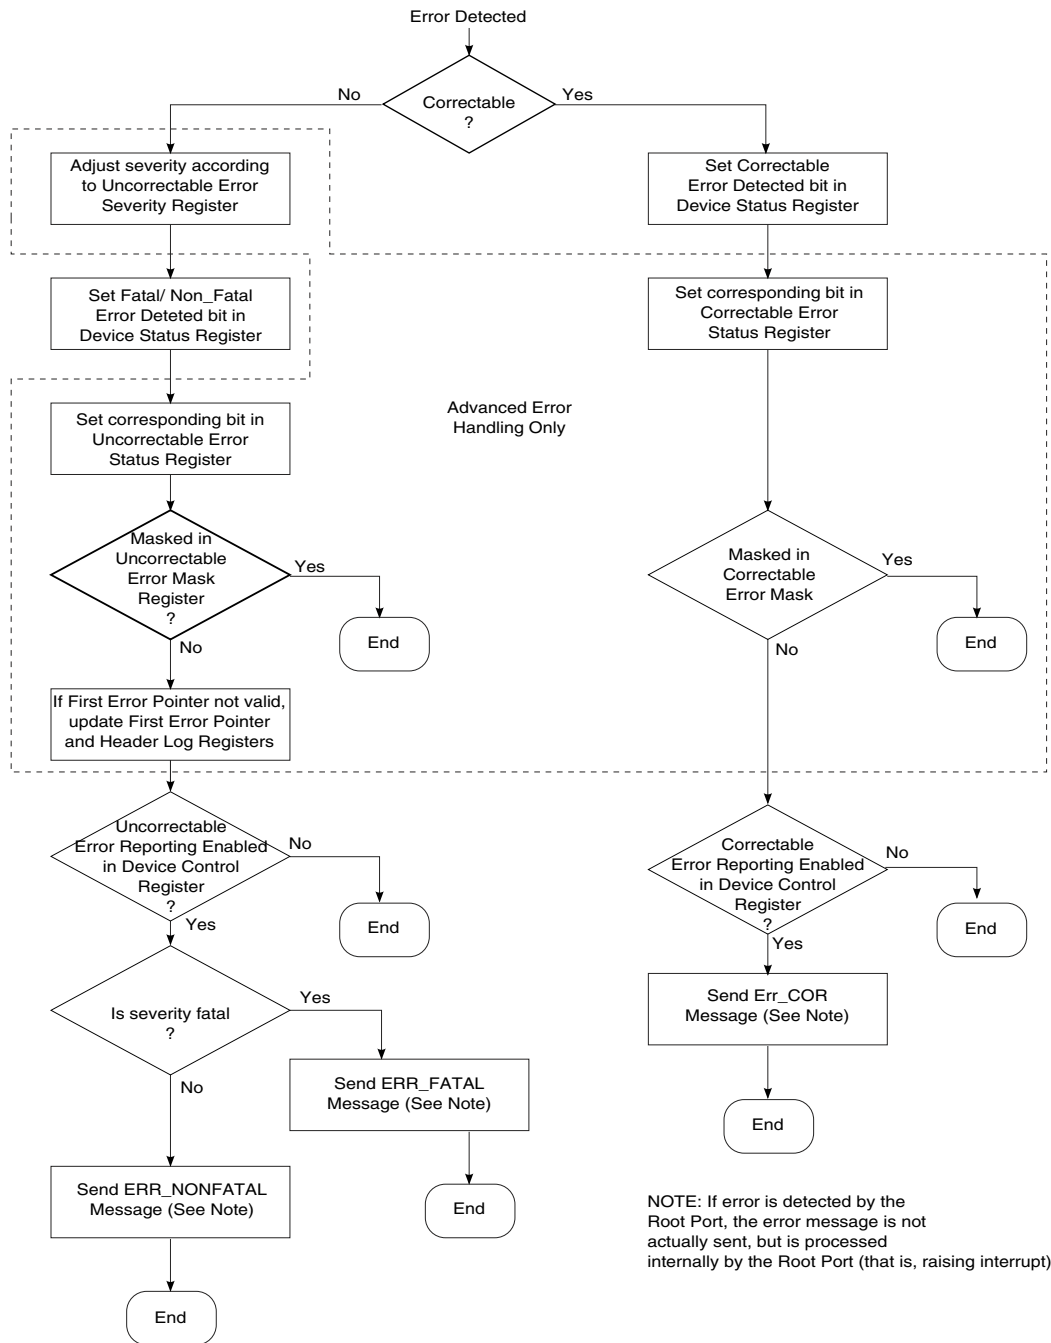 Error Detected
Correctable
?
No
Yes
Adjust severity according
to Uncorrectable Error
Severity Register
Set Correctable
Error Detected bit in
Device Status Register
Set Fatal/ Non_Fatal
Error Deteted bit in
Device Status Register
Set corresponding bit in
Correctable Error
Status Register
Set corresponding bit in
Uncorrectable Error
Status Register
Advanced Error
Handling Only
Masked in
Uncorrectable
Error Mask
Register
?
Yes
End
No
Masked in
Correctable
Error Mask
Yes
End
No
If First Error Pointer not valid,
update First Error Pointer
and Header Log Registers
Uncorrectable
Error Reporting Enabled
in Device Control
Register
?
No
End
Yes
Correctable
Error Reporting Enabled
in Device Control
Register
?
No
End
Yes
Is severity fatal
?
Yes
No
Send Err_COR
Message (See Note)
End
Send ERR_FATAL
Message (See Note)
End
Send ERR_NONFATAL
Message (See Note)
End
NOTE: If error is detected by the
Root Port, the error message is not
actually sent, but is processed
internally by the Root Port (that is, raising interrupt)